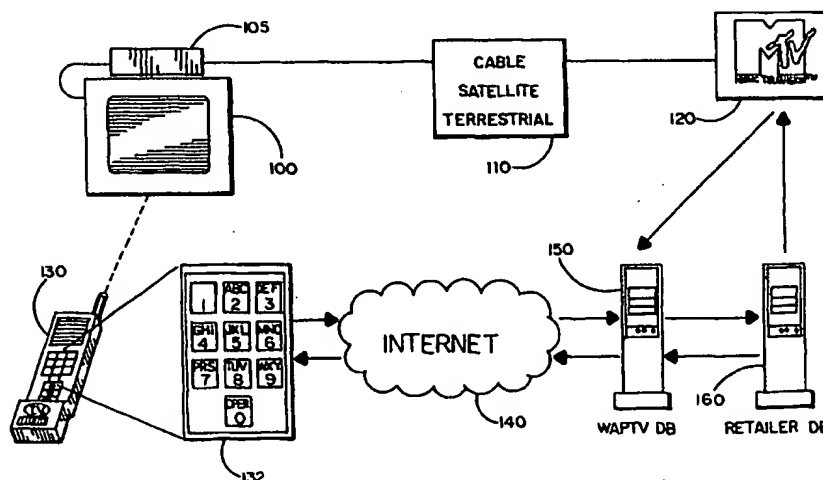 105
CABLE
SATELLITE
TERRESTRIAL
MTV
100
110
120
130
150
1
ABC
2
DEF
3
GHI
4
JKL
5
MNO
6
PRS
7
TUV
8
WXY
9
OPER
0
INTERNET
132
140
160
WAPTV DB
RETAILER DB